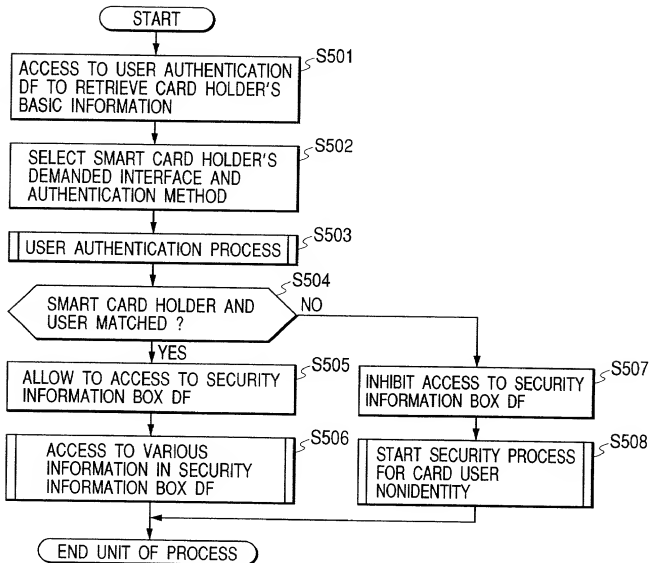 START
S501
ACCESS TO USER AUTHENTICATION
DF TO RETRIEVE CARD HOLDER'S
BASIC INFORMATION
S502
SELECT SMART CARD HOLDER'S
DEMANDED INTERFACE AND
AUTHENTICATION METHOD
S503
USER AUTHENTICATION PROCESS
S504
SMART CARD HOLDER AND
USER MATCHED ?
NO
YES
S505
ALLOW TO ACCESS TO SECURITY
INFORMATION BOX DF
S507
INHIBIT ACCESS TO SECURITY
INFORMATION BOX DF
S506
ACCESS TO VARIOUS
INFORMATION IN SECURITY
INFORMATION BOX DF
S508
START SECURITY PROCESS
FOR CARD USER
NONIDENTITY
END UNIT OF PROCESS